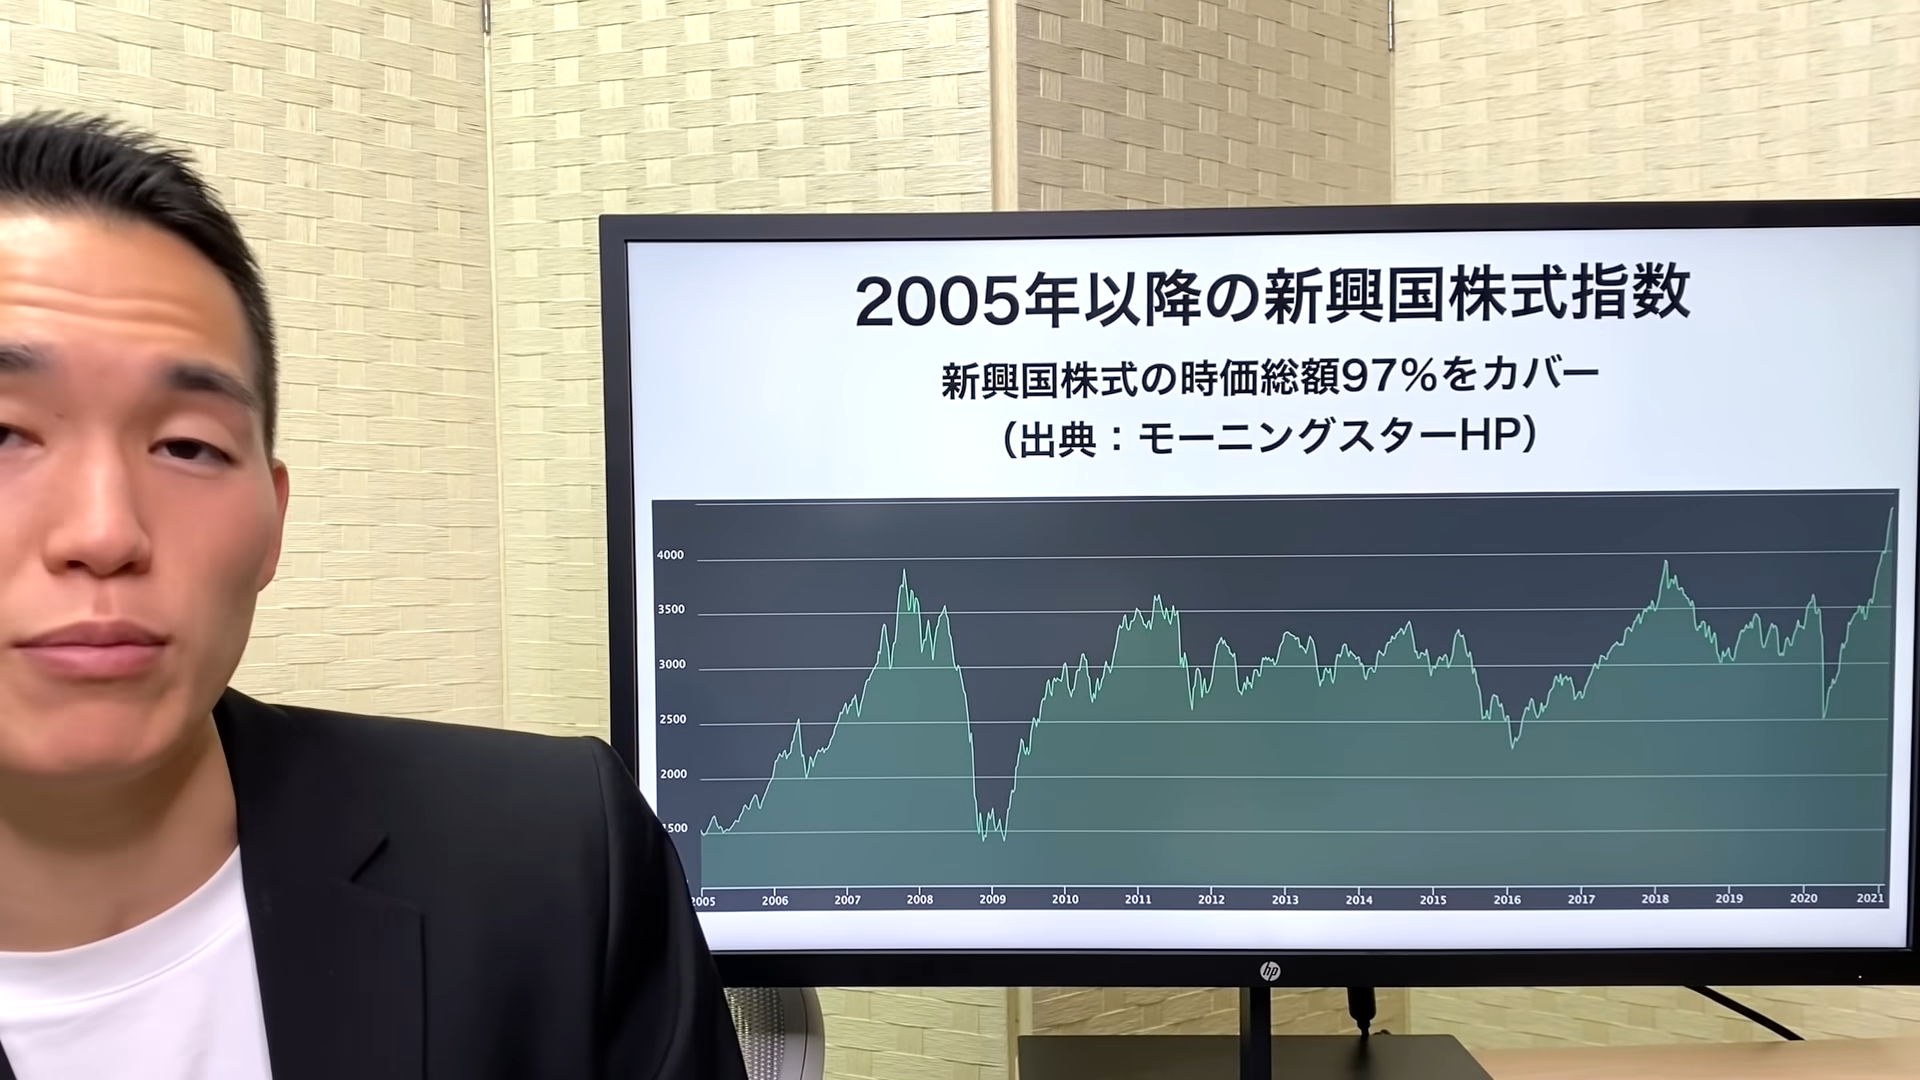 2005年以降の新興国株式指数
新興国株式の時価総額97%をカバー
（出典：モーニングスターHP）
4000
3500
3000
2500
2000
1500
2005 2006 2007 2008 2009 2010 2011 2012 2013 2014 2015 2016 2017 2018 2019 2020 2021
hp